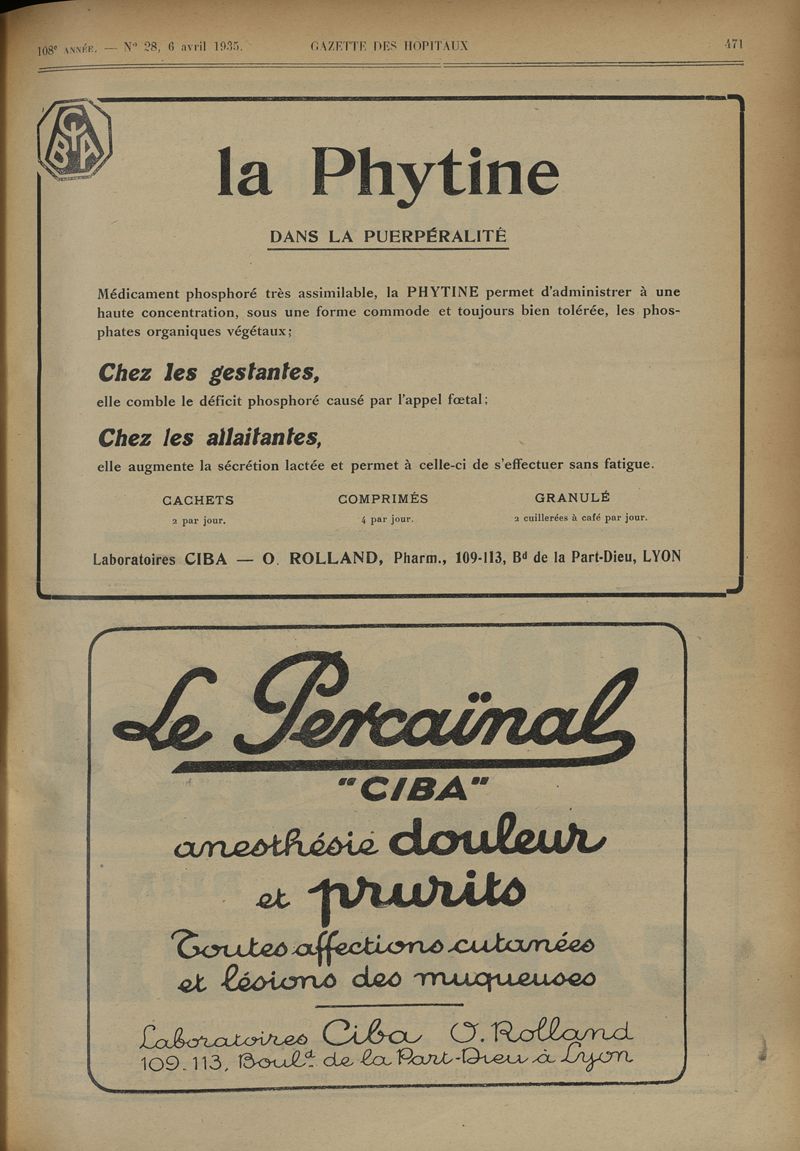 108e ANNÉE. — No 28, 6 avril 1935. GAZETTE DES HOPITAUX 471
CIBA
la Phytine
DANS LA PUERPÉRALITÉ
Médicament phosphoré très assimilable, la PHYTINE permet d'administrer à une
haute concentration, sous une forme commode et toujours bien tolérée, les phos-
phates organiques végétaux;
Chez les gestantes,
elle comble le déficit phosphoré causé par l'appel fœtal;
Chez les allaitantes,
elle augmente la sécrétion lactée et permet à celle-ci de s'effectuer sans fatigue.
CACHETS COMPRIMÉS GRANULÉ
2 par jour. 4 par jour. 2 cuillerées à café par jour.
Laboratoires CIBA — O. ROLLAND, Pharm., 109-113, Bd de la Part-Dieu, LYON
Le Percaïnal
"CIBA"
anesthésie douleur
et prurits
Toutes affections cutanées
et lésions des muqueuses
Laboratoires Ciba O. Rolland
109.113, Bould. de la Part-Dieu à Lyon